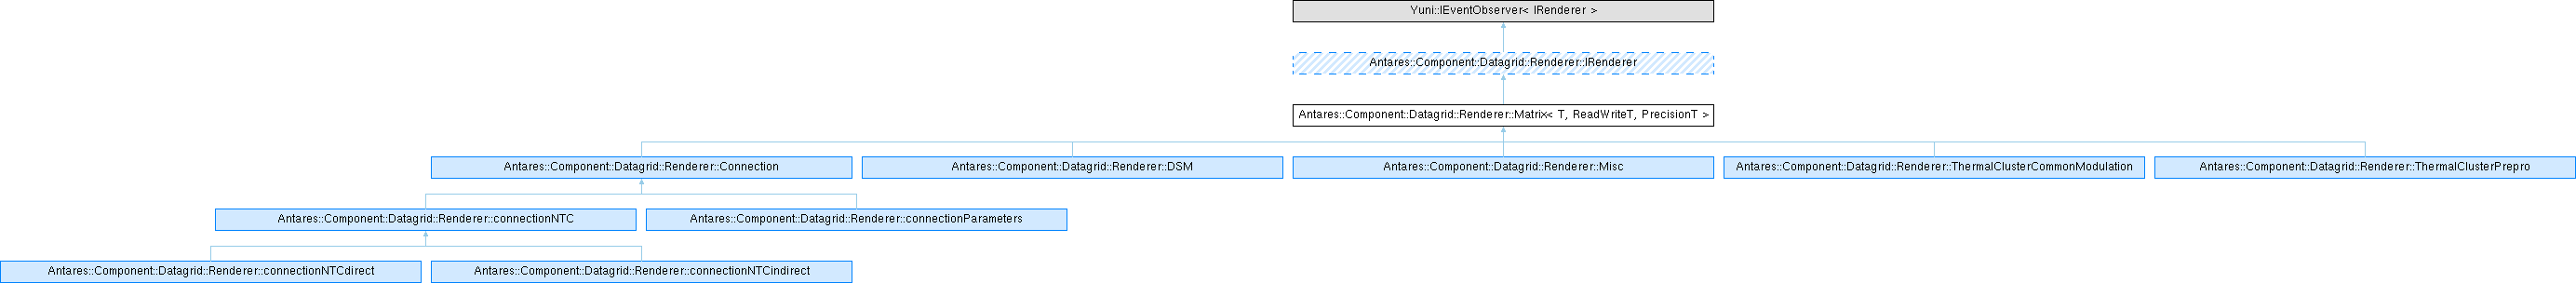 Yuni::IEventObserver< IRenderer >
Antares::Component::Datagrid::Renderer::IRenderer
Antares::Component::Datagrid::Renderer::Matrix< T, ReadWriteT, PrecisionT >
Antares::Component::Datagrid::Renderer::Connection
Antares::Component::Datagrid::Renderer::DSM
Antares::Component::Datagrid::Renderer::Misc
Antares::Component::Datagrid::Renderer::ThermalClusterCommonModulation
Antares::Component::Datagrid::Renderer::ThermalClusterPrepro
Antares::Component::Datagrid::Renderer::connectionNTC
Antares::Component::Datagrid::Renderer::connectionParameters
Antares::Component::Datagrid::Renderer::connectionNTCdirect
Antares::Component::Datagrid::Renderer::connectionNTCindirect